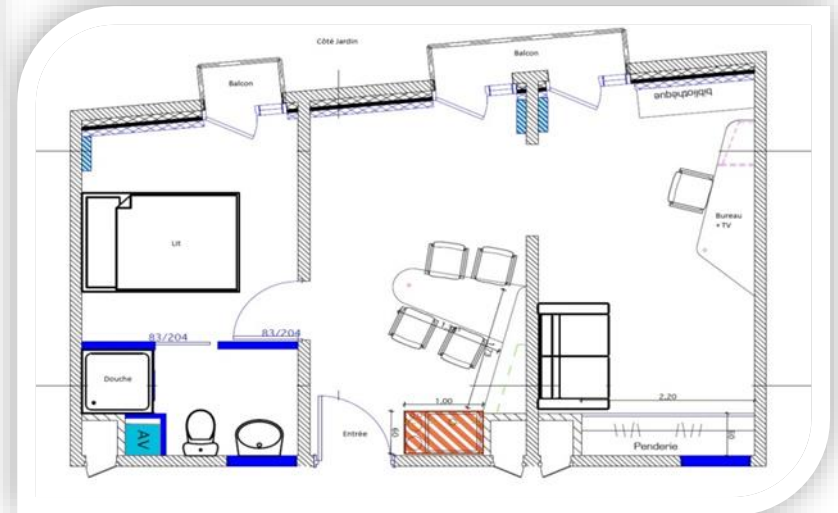 Côté Jardin
Balcon
Balcon
bibliothèque
Bureau
+ TV
Lit
83/204
83/204
Douche
1,00
60
2,20
Entrée
AV
Penderie